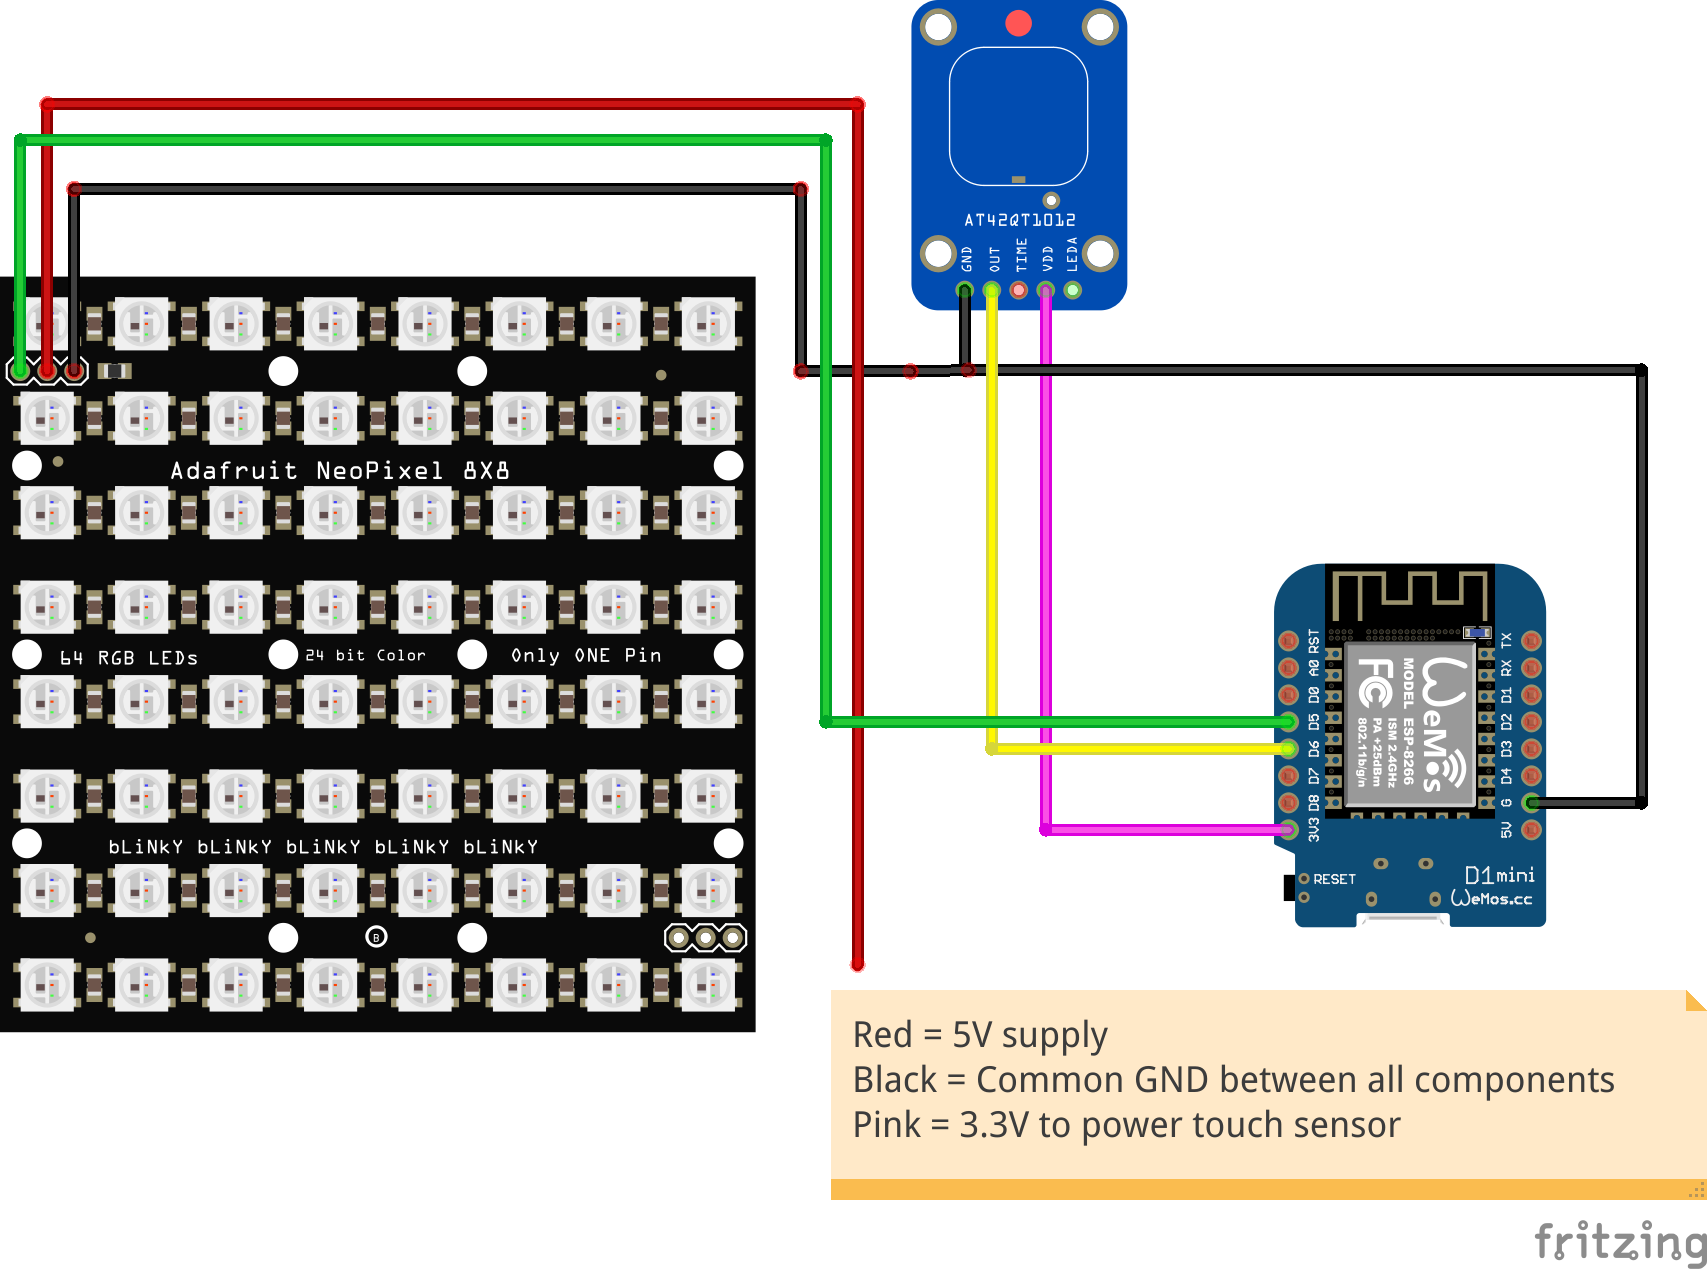 AT42QT1012
GND
OUT
TIME
VDD
LEDA
Adafruit NeoPixel 8X8
64 RGB LEDs
24 bit Color
Only ONE Pin
bLiNkY bLiNkY bLiNkY bLiNkY bLiNkY
B
RST
A0
D0
D5
D6
D7
D8
3V3
TX
RX
D1
D2
D3
D4
G
5V
WeMos
MODEL ESP-8266
ISM 2.4GHz
PA +25dBm
802.11b/g/n
FC
RESET
D1mini
WeMos.cc
Red = 5V supply
Black = Common GND between all components
Pink = 3.3V to power touch sensor
fritzing